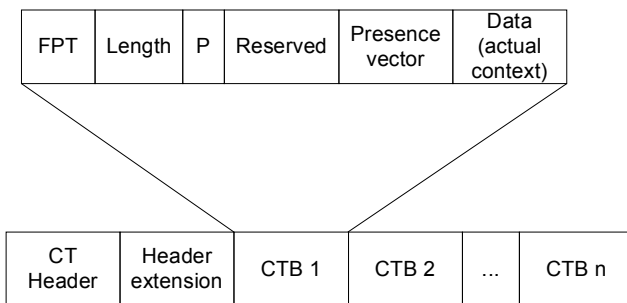 FPT
Length
P
Reserved
Presence
vector
Data
(actual
context)
CT
Header
Header
extension
CTB 1
CTB 2
...
CTB n